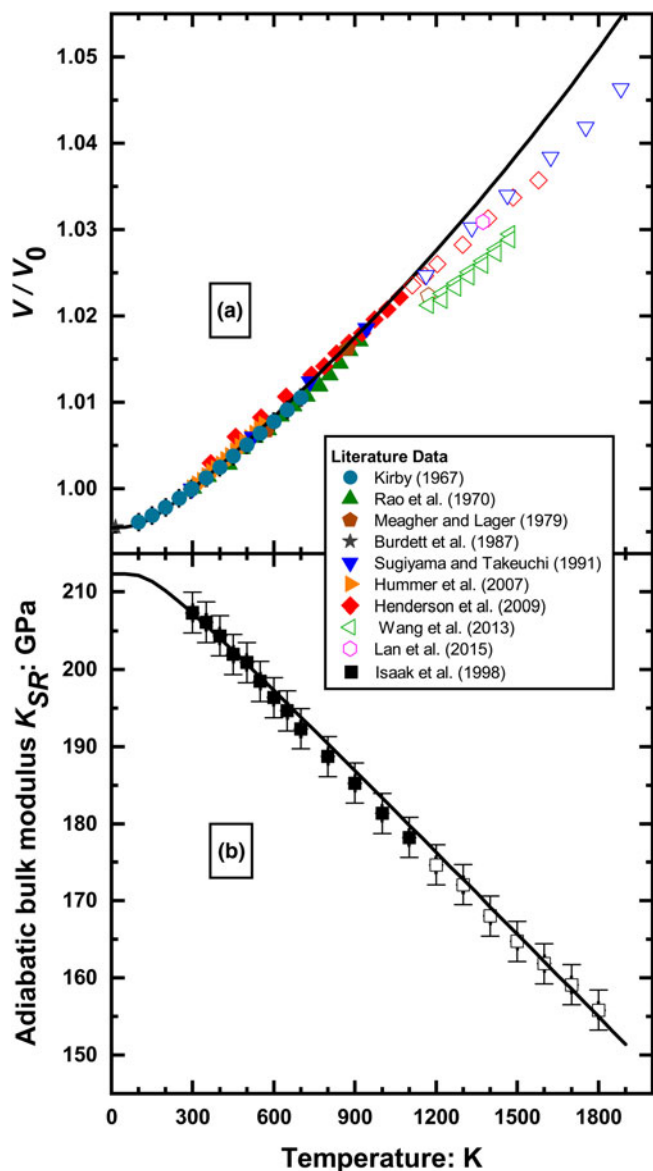 1.05
1.04
1.03
1.02
1.01
1.00
V / V0
(a)
Literature Data
Kirby (1967)
Rao et al. (1970)
Meagher and Lager (1979)
Burdett et al. (1987)
Sugiyama and Takeuchi (1991)
Hummer et al. (2007)
Henderson et al. (2009)
Wang et al. (2013)
Lan et al. (2015)
Isaak et al. (1998)
210
200
190
180
170
160
150
Adiabatic bulk modulus KSR: GPa
(b)
0 300 600 900 1200 1500 1800
Temperature: K